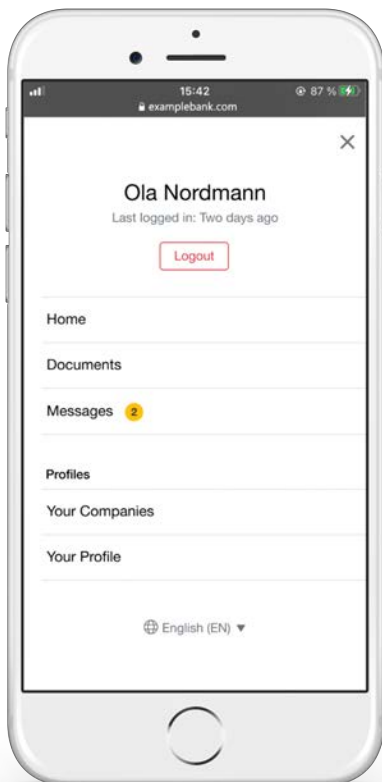 15:42
87 %
examplebank.com
Ola Nordmann
Last logged in: Two days ago
Logout
Home
Documents
Messages 2
Profiles
Your Companies
Your Profile
English (EN)